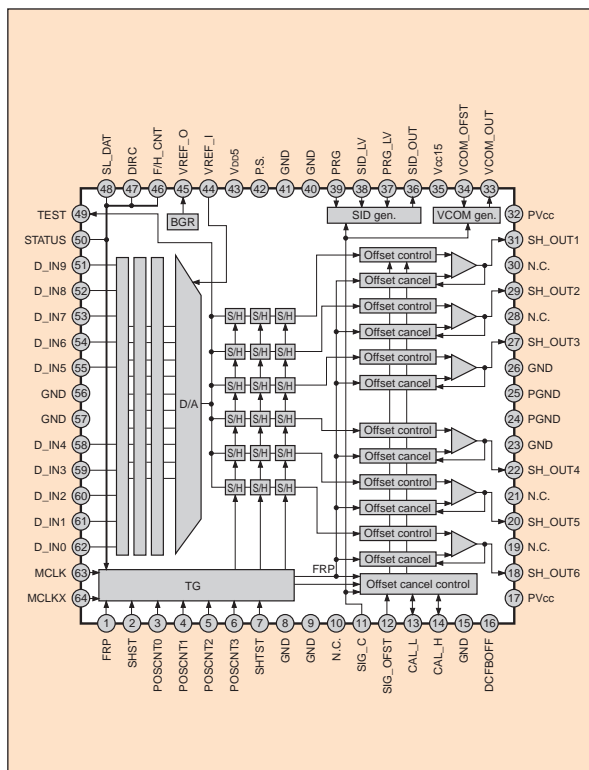 SL_DAT
DIRC
F/H_CNT
VREF_O
VREF_I
VDD5
P.S.
GND
GND
PRG
SID_LV
PRG_LV
SID_OUT
Vcc15
VCOM_OFST
VCOM_OUT
48 47 46 45 44 43 42 41 40 39 38 37 36 35 34 33
TEST 49
STATUS 50
D_IN9 51
D_IN8 52
D_IN7 53
D_IN6 54
D_IN5 55
GND 56
GND 57
D_IN4 58
D_IN3 59
D_IN2 60
D_IN1 61
D_IN0 62
MCLK 63
MCLKX 64
BGR
SID gen.
VCOM gen.
D/A
S/H S/H S/H
S/H S/H S/H
S/H S/H S/H
S/H S/H S/H
S/H S/H S/H
S/H S/H S/H
Offset control
Offset cancel
Offset control
Offset cancel
Offset control
Offset cancel
Offset control
Offset cancel
Offset control
Offset cancel
Offset control
Offset cancel
FRP
TG
Offset cancel control
32 PVcc
31 SH_OUT1
30 N.C.
29 SH_OUT2
28 N.C.
27 SH_OUT3
26 GND
25 PGND
24 PGND
23 GND
22 SH_OUT4
21 N.C.
20 SH_OUT5
19 N.C.
18 SH_OUT6
17 PVcc
1 2 3 4 5 6 7 8 9 10 11 12 13 14 15 16
FRP
SHST
POSCNT0
POSCNT1
POSCNT2
POSCNT3
SHTST
GND
GND
N.C.
SIG_C
SIG_OFST
CAL_L
CAL_H
GND
DCFBOFF